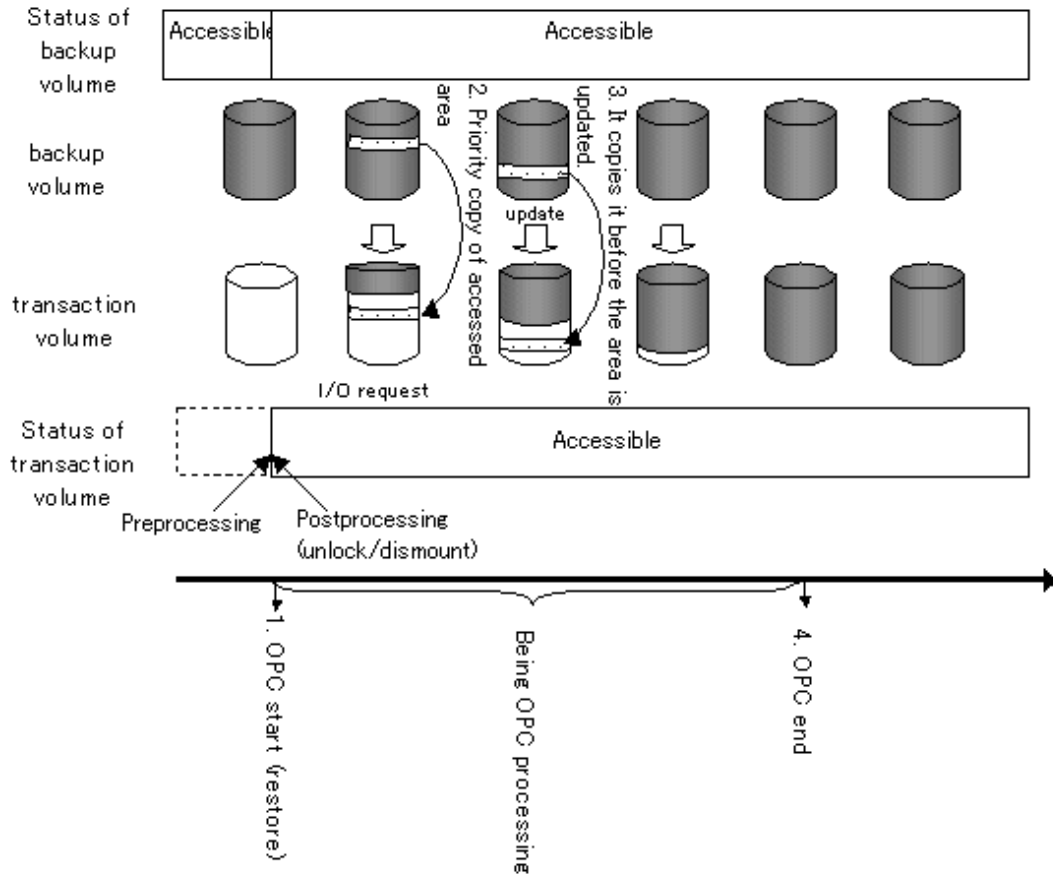 Status of
backup
volume
Accessible
Accessible
backup
volume
2. Priority copy of accessed
area
3. It copies it before the area is
updated.
update
transaction
volume
I/O request
Status of
transaction
volume
Accessible
Preprocessing
Postprocessing
(unlock/dismount)
1. OPC start (restore)
Being OPC processing
4. OPC end